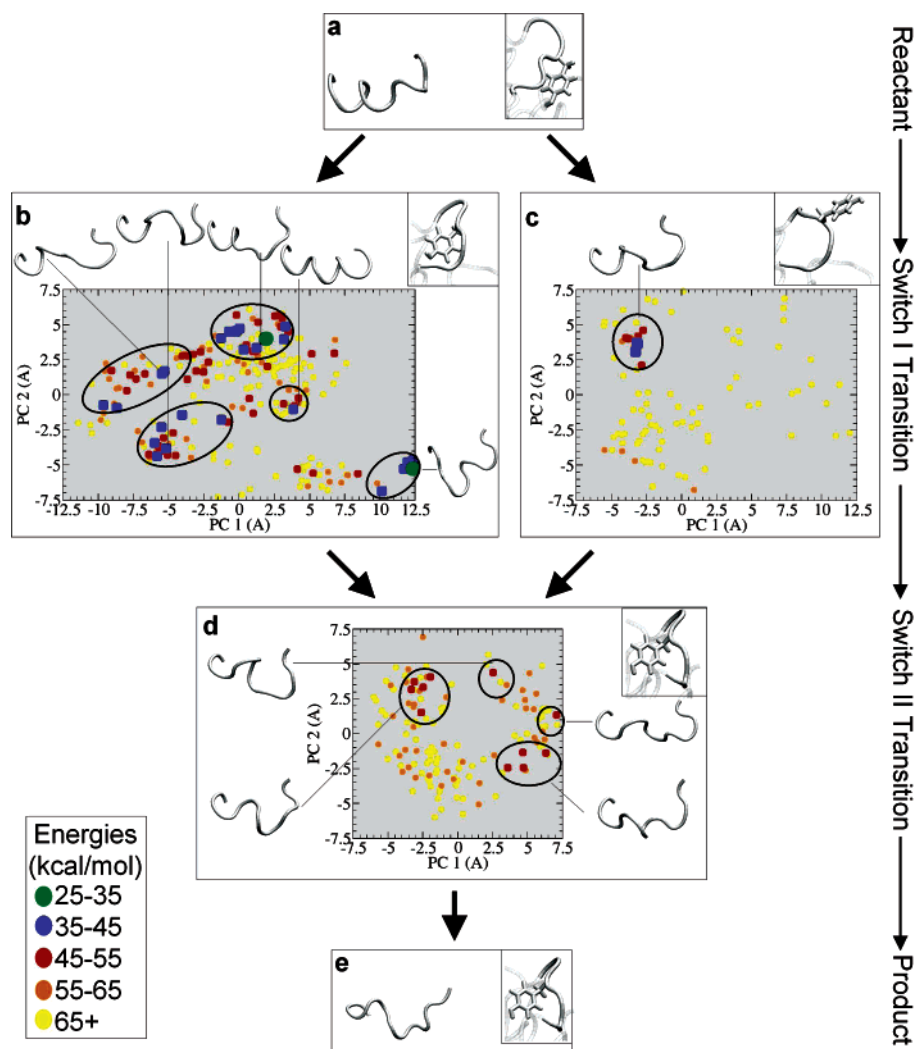 a
Reactant
b
7.5
5
2.5
0
-2.5
-5
-7.5
PC 2 (A)
-12.5 -10 -7.5 -5 -2.5 0 2.5 5 7.5 10 12.5
PC 1 (A)
c
7.5
5
2.5
0
-2.5
-5
-7.5
PC 2 (A)
-7.5 -5 -2.5 0 2.5 5 7.5 10 12.5
PC 1 (A)
Switch I Transition
d
7.5
5
2.5
0
-2.5
-5
-7.5
PC 2 (A)
-7.5 -5 -2.5 0 2.5 5 7.5
PC 1 (A)
Switch II Transition
Energies
(kcal/mol)
25-35
35-45
45-55
55-65
65+
e
Product